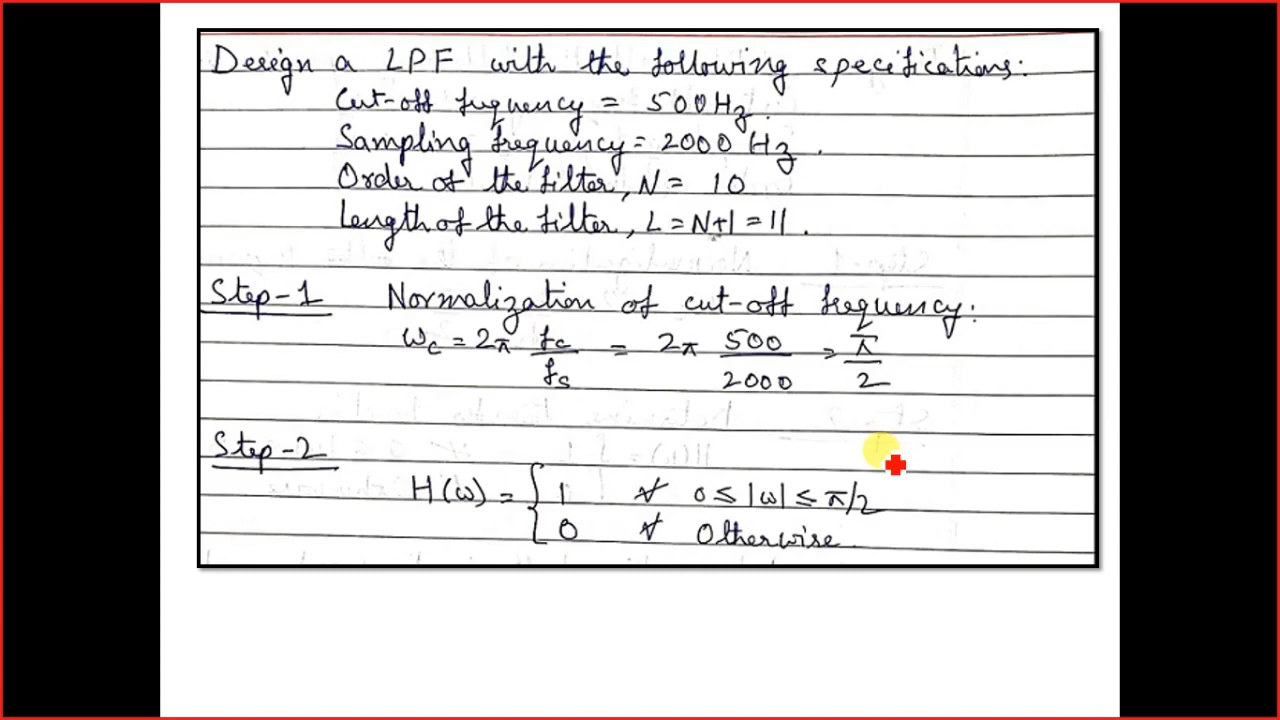 Design a LPF with the following specifications:
Cut-off frequency = 500Hz.
Sampling frequency = 2000 Hz.
Order of the filter, N = 10
Length of the filter, L = N+1 = 11.
Step-1 Normalization of cut-off frequency:
ωc = 2π fc/fs = 2π 500/2000 = π/2
Step-2
H(ω) = { 1 ∀ 0 ≤ |ω| ≤ π/2
0 ∀ Otherwise.